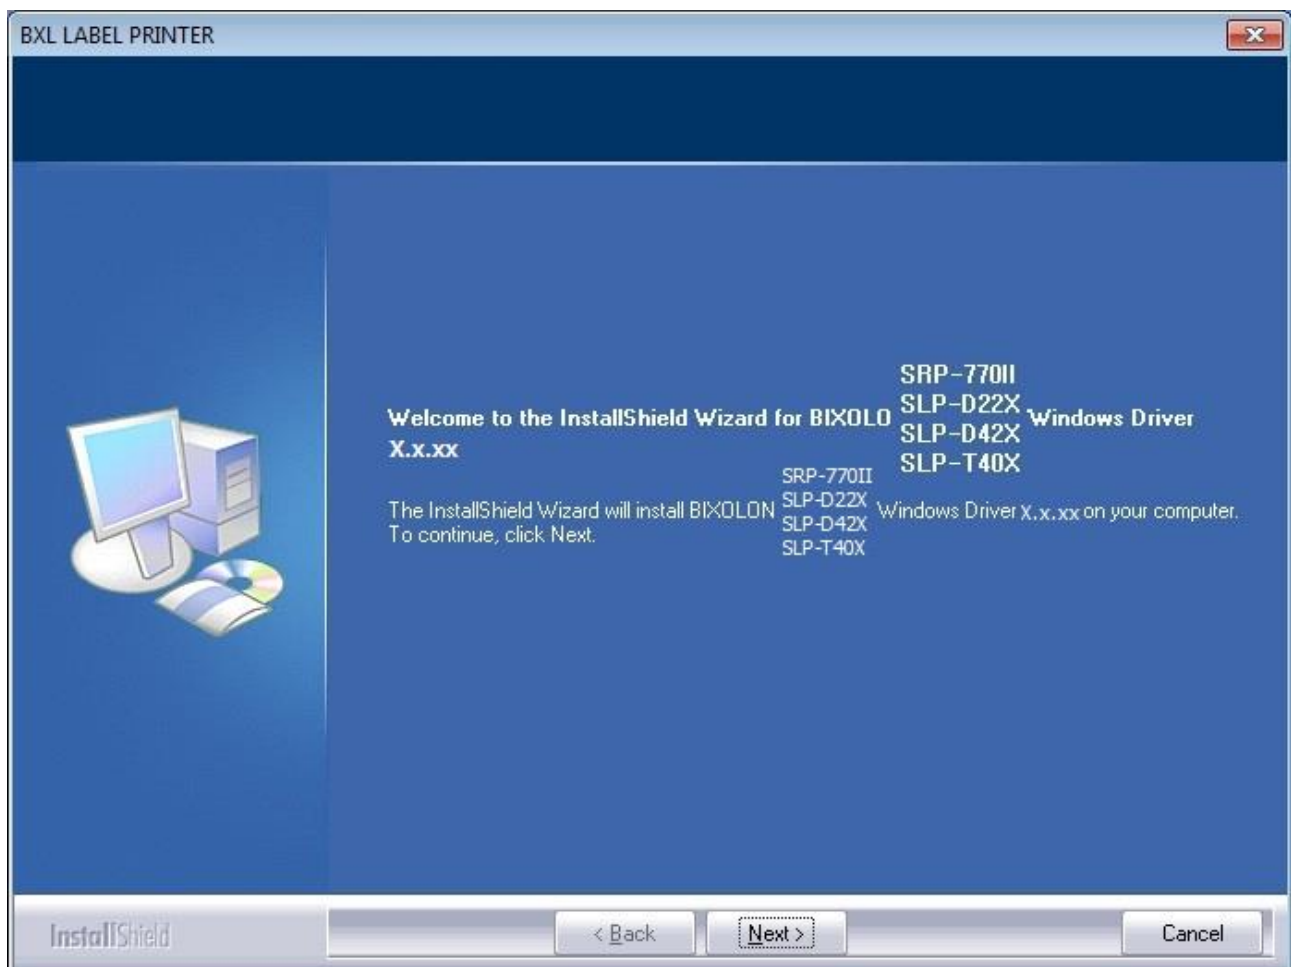 BXL LABEL PRINTER
SRP-770II
SLP-D22X
Welcome to the InstallShield Wizard for BIXOLO Windows Driver
SLP-D42X
X.x.xx
SLP-T40X
SRP-770II
SLP-D22X
The InstallShield Wizard will install BIXOLON Windows Driver X.x.xx on your computer.
SLP-D42X
To continue, click Next.
SLP-T40X
InstallShield
< Back
Next >
Cancel